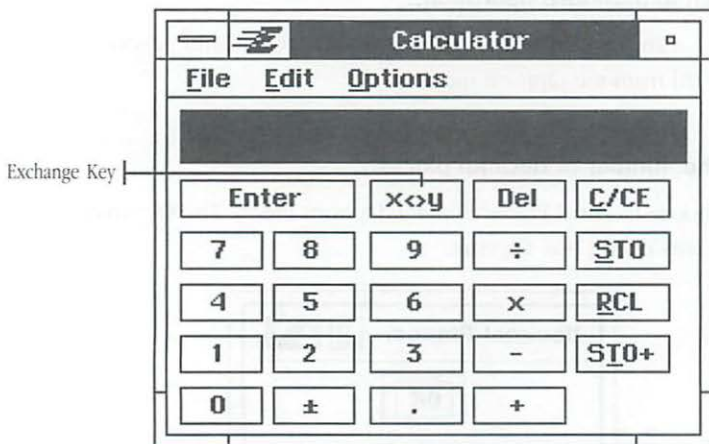 Calculator
File Edit Options
Exchange Key
Enter x<>y Del C/CE
7 8 9 ÷ STO
4 5 6 x RCL
1 2 3 - STO+
0 ± . +